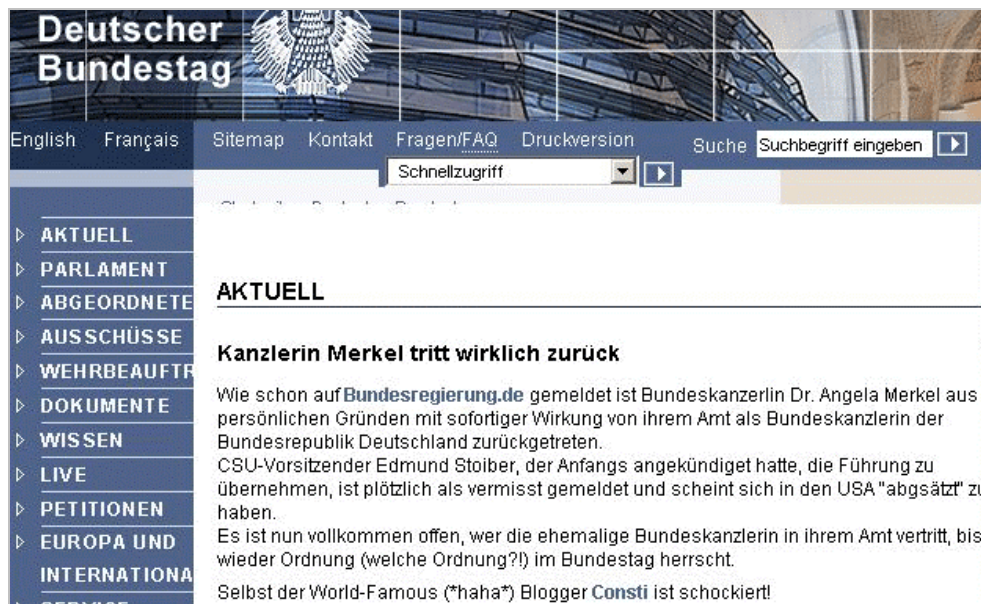 Deutscher
Bundestag
English Français Sitemap Kontakt Fragen/FAQ Druckversion Suche Suchbegriff eingeben
Schnellzugriff
AKTUELL
PARLAMENT
ABGEORDNETE
AUSSCHÜSSE
WEHRBEAUFTR
DOKUMENTE
WISSEN
LIVE
PETITIONEN
EUROPA UND
INTERNATIONA
AKTUELL
Kanzlerin Merkel tritt wirklich zurück
Wie schon auf Bundesregierung.de gemeldet ist Bundeskanzerlin Dr. Angela Merkel aus
persönlichen Gründen mit sofortiger Wirkung von ihrem Amt als Bundeskanzlerin der
Bundesrepublik Deutschland zurückgetreten.
CSU-Vorsitzender Edmund Stoiber, der Anfangs angekündiget hatte, die Führung zu
übernehmen, ist plötzlich als vermisst gemeldet und scheint sich in den USA "abgsätzt" zu
haben.
Es ist nun vollkommen offen, wer die ehemalige Bundeskanzlerin in ihrem Amt vertritt, bis
wieder Ordnung (welche Ordnung?!) im Bundestag herrscht.
Selbst der World-Famous (*haha*) Blogger Consti ist schockiert!